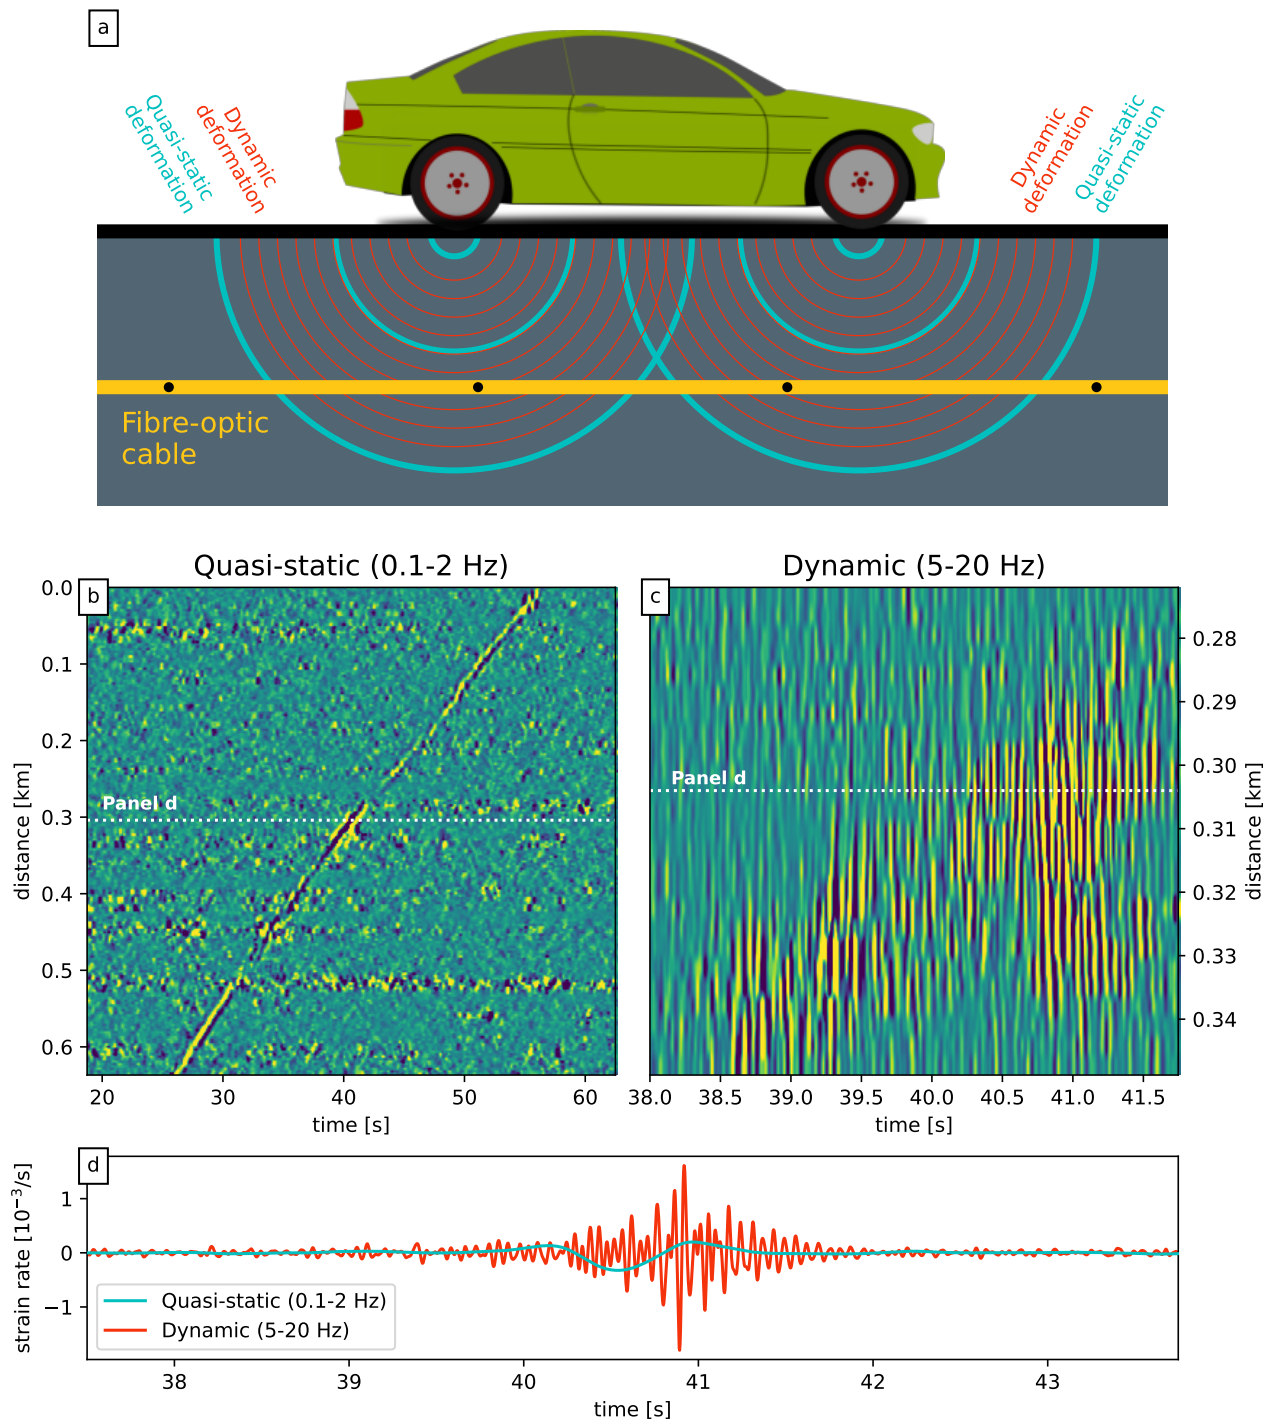 a
Quasi-static
deformation
Dynamic
deformation
Dynamic
deformation
Quasi-static
deformation
Fibre-optic
cable
Quasi-static (0.1-2 Hz)
b
0.0
0.1
0.2
0.3
0.4
0.5
0.6
distance [km]
Panel d
20 30 40 50 60
time [s]
Dynamic (5-20 Hz)
c
Panel d
0.28
0.29
0.30
0.31
0.32
0.33
0.34
distance [km]
38.0 38.5 39.0 39.5 40.0 40.5 41.0 41.5
time [s]
d
1
0
−1
strain rate [10⁻³/s]
Quasi-static (0.1-2 Hz)
Dynamic (5-20 Hz)
38 39 40 41 42 43
time [s]